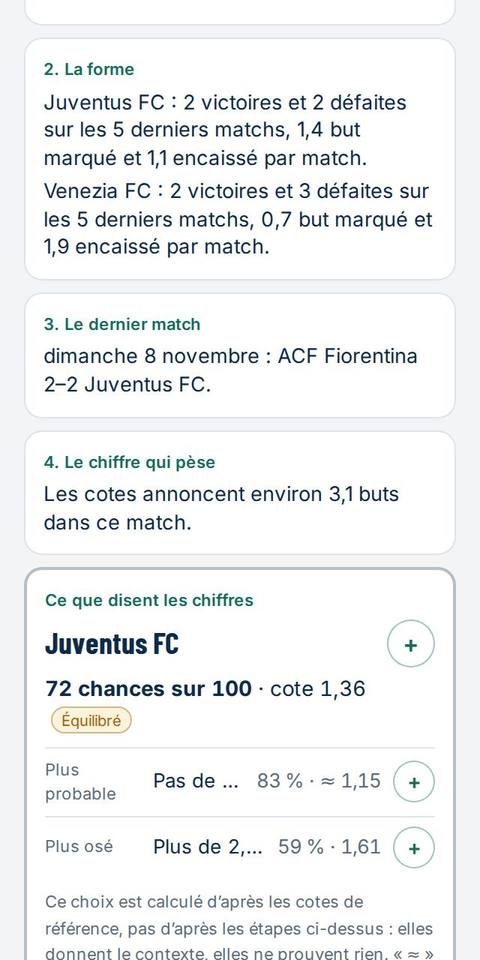 2. La forme
Juventus FC : 2 victoires et 2 défaites
sur les 5 derniers matchs, 1,4 but
marqué et 1,1 encaissé par match.
Venezia FC : 2 victoires et 3 défaites sur
les 5 derniers matchs, 0,7 but marqué et
1,9 encaissé par match.
3. Le dernier match
dimanche 8 novembre : ACF Fiorentina
2–2 Juventus FC.
4. Le chiffre qui pèse
Les cotes annoncent environ 3,1 buts
dans ce match.
Ce que disent les chiffres
Juventus FC +
72 chances sur 100 · cote 1,36
Équilibré
Plus
probable
Pas de ... 83 % · ≈ 1,15 +
Plus osé Plus de 2,... 59 % · 1,61 +
Ce choix est calculé d’après les cotes de
référence, pas d’après les étapes ci-dessus : elles
donnent le contexte, elles ne prouvent rien. « ≈ »